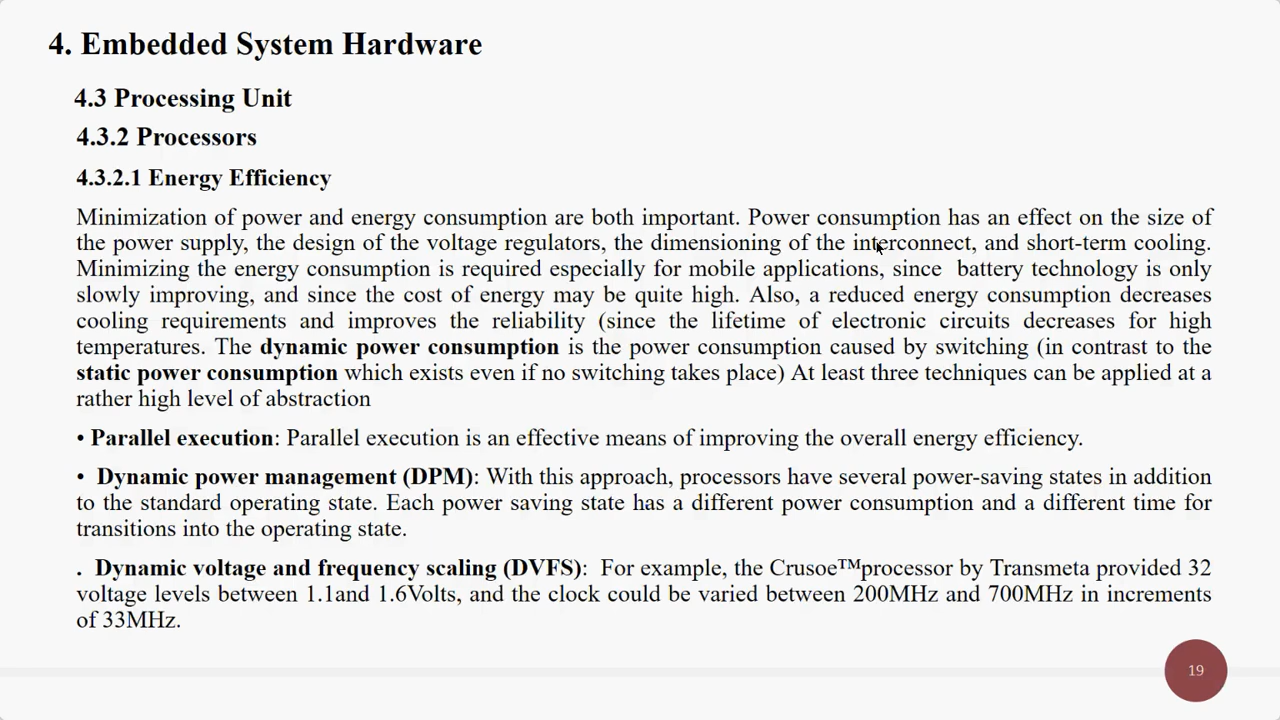 4. Embedded System Hardware
4.3 Processing Unit
4.3.2 Processors
4.3.2.1 Energy Efficiency
Minimization of power and energy consumption are both important. Power consumption has an effect on the size of
the power supply, the design of the voltage regulators, the dimensioning of the interconnect, and short-term cooling.
Minimizing the energy consumption is required especially for mobile applications, since  battery technology is only
slowly improving, and since the cost of energy may be quite high. Also, a reduced energy consumption decreases
cooling requirements and improves the reliability (since the lifetime of electronic circuits decreases for high
temperatures. The dynamic power consumption is the power consumption caused by switching (in contrast to the
static power consumption which exists even if no switching takes place) At least three techniques can be applied at a
rather high level of abstraction
• Parallel execution: Parallel execution is an effective means of improving the overall energy efficiency.
• Dynamic power management (DPM): With this approach, processors have several power-saving states in addition
to the standard operating state. Each power saving state has a different power consumption and a different time for
transitions into the operating state.
. Dynamic voltage and frequency scaling (DVFS): For example, the Crusoe™processor by Transmeta provided 32
voltage levels between 1.1and 1.6Volts, and the clock could be varied between 200MHz and 700MHz in increments
of 33MHz.
19